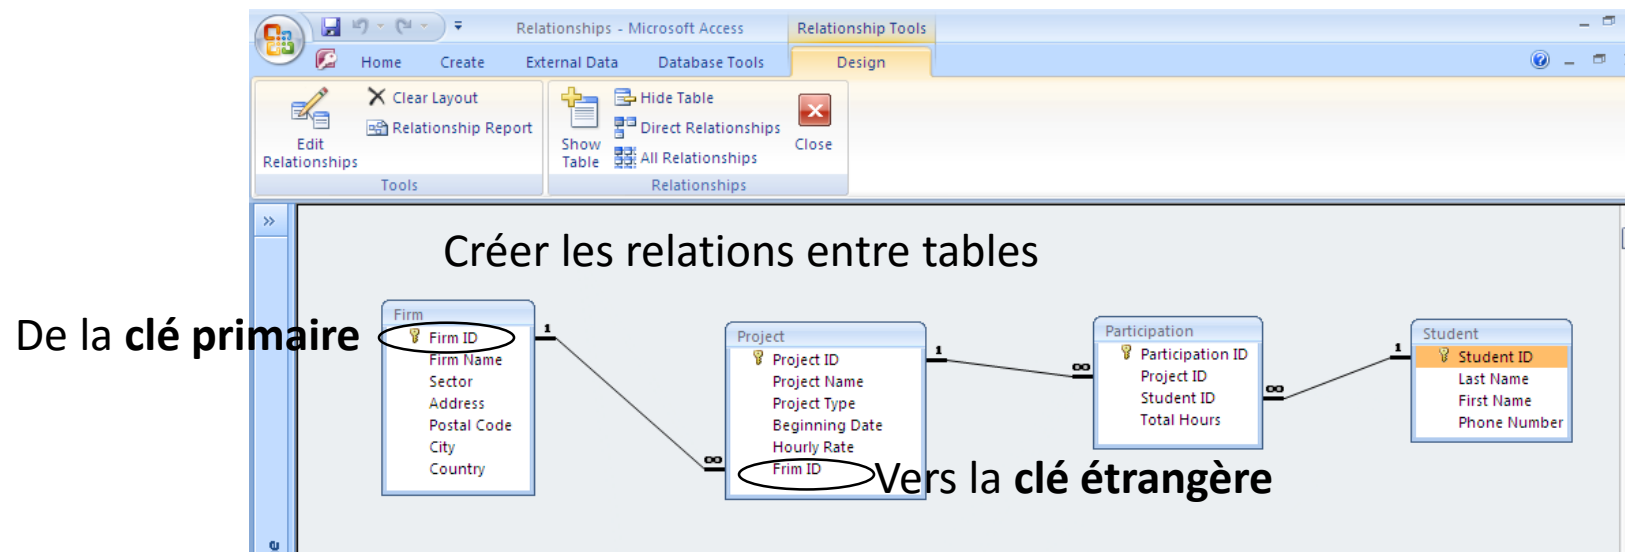 Relationships - Microsoft Access
Relationship Tools
Home Create External Data Database Tools Design
Edit Relationships
Clear Layout
Relationship Report
Tools
Show Table
Hide Table
Direct Relationships
All Relationships
Close
Relationships
»
Créer les relations entre tables
De la clé primaire
Firm
Firm ID
Firm Name
Sector
Address
Postal Code
City
Country
1
∞
Project
Project ID
Project Name
Project Type
Beginning Date
Hourly Rate
Frim ID
1
∞
Vers la clé étrangère
Participation
Participation ID
Project ID
Student ID
Total Hours
∞
1
Student
Student ID
Last Name
First Name
Phone Number